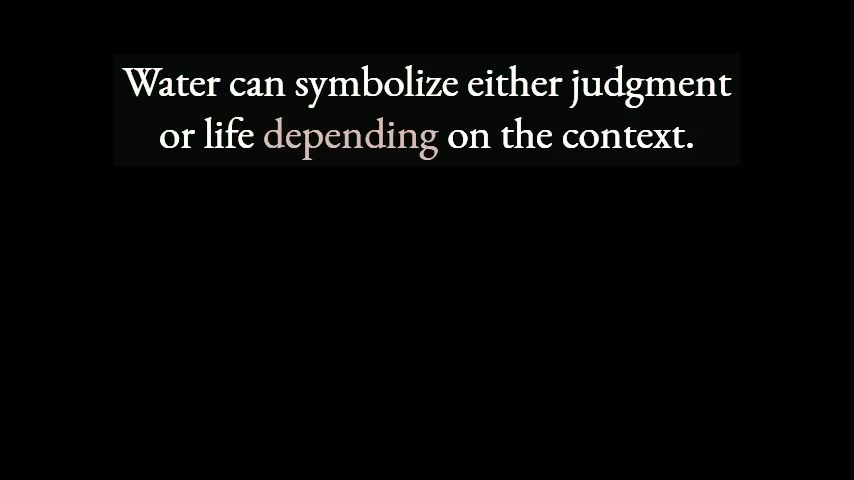 Water can symbolize either judgment
or life depending on the context.